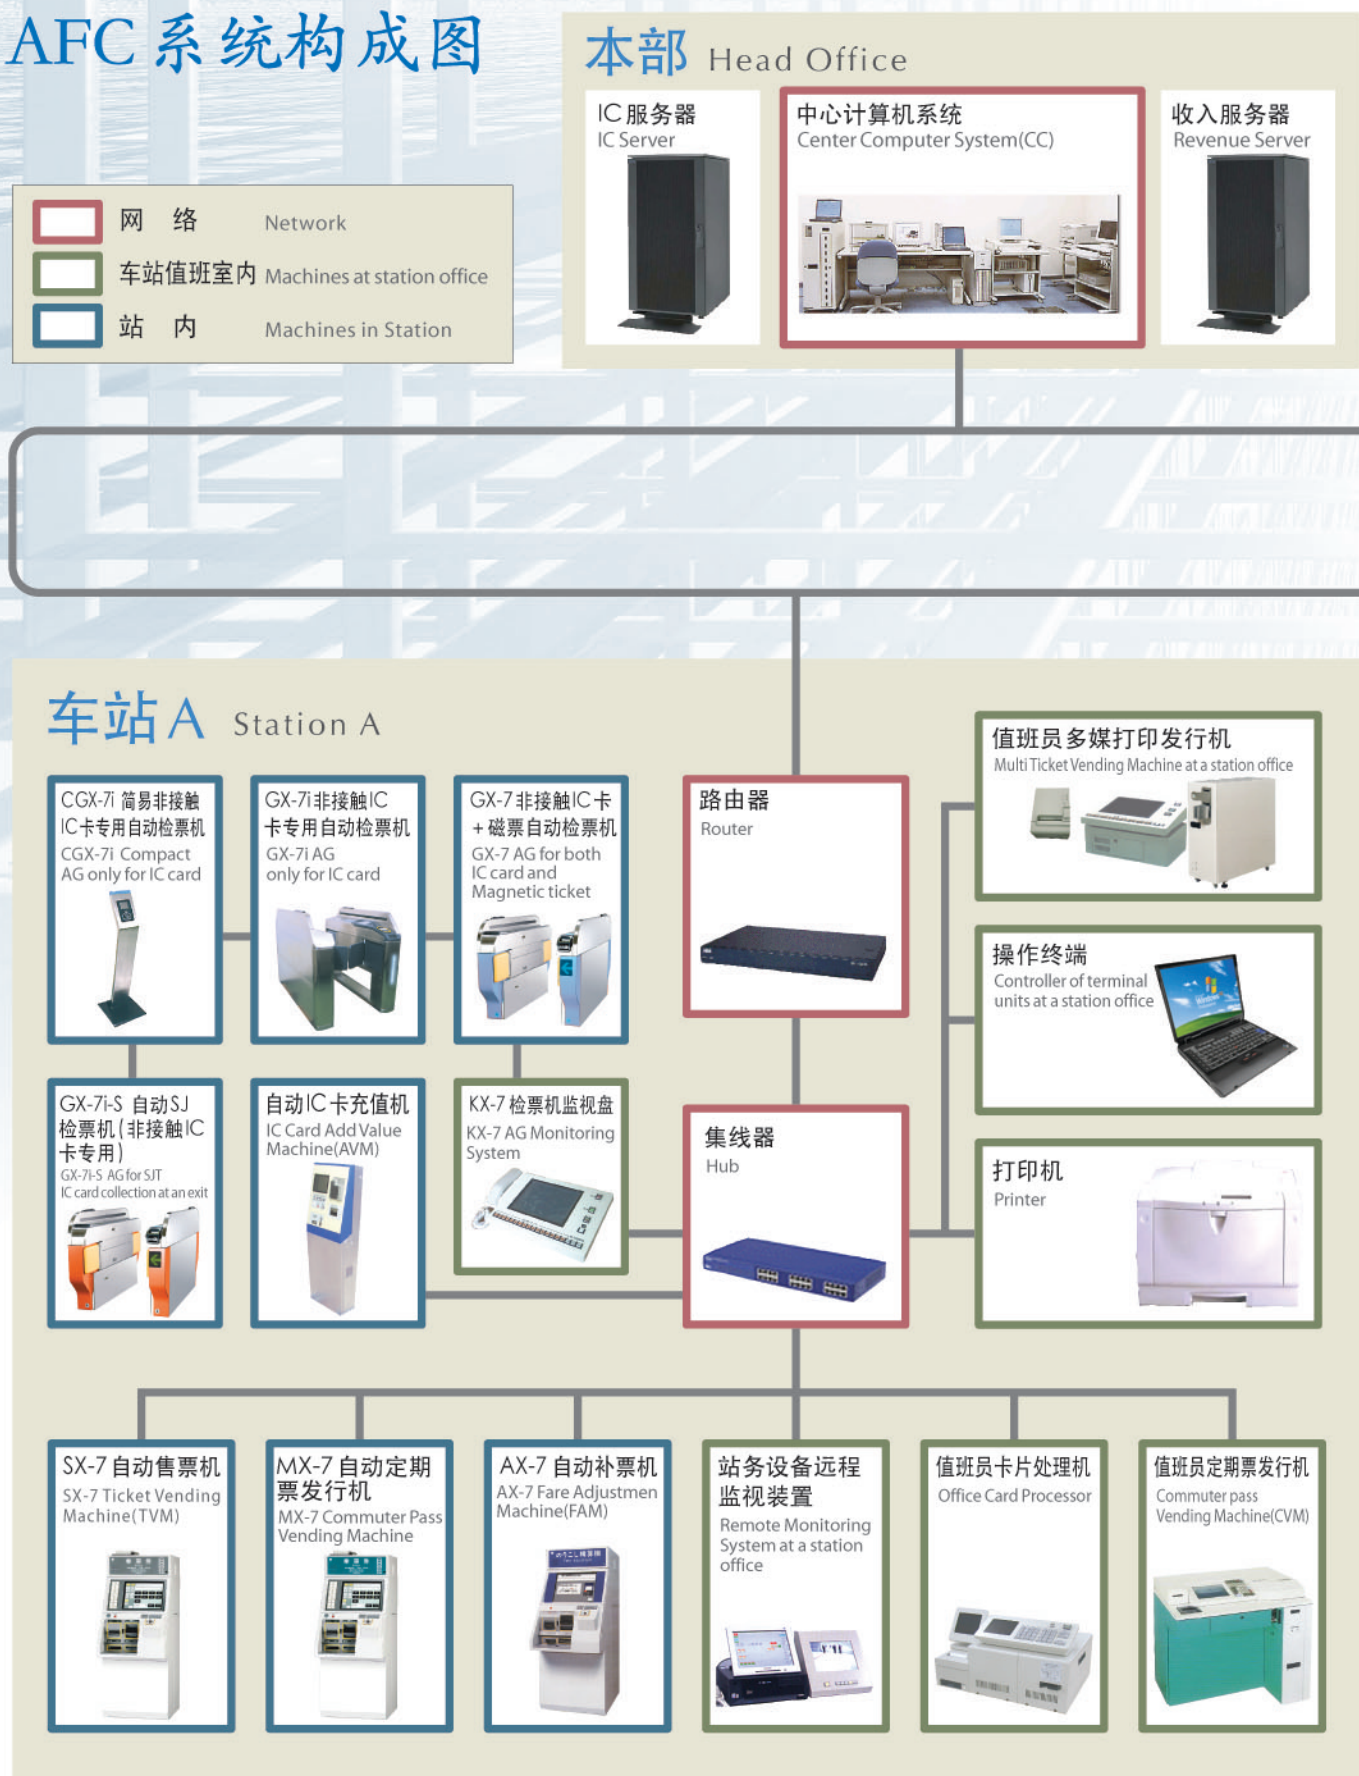 AFC 系统构成图
本部 Head Office
IC 服务器
IC Server
中心计算机系统
Center Computer System(CC)
收入服务器
Revenue Server
网 络 Network
车站值班室内 Machines at station office
站 内 Machines in Station
车站A Station A
CGX-7i 简易非接触
IC卡专用自动检票机
CGX-7i Compact
AG only for IC card
GX-7i非接触IC
卡专用自动检票机
GX-7i AG
only for IC card
GX-7 非接触IC卡
+磁票自动检票机
GX-7 AG for both
IC card and
Magnetic ticket
路由器
Router
值班员多媒打印发行机
Multi Ticket Vending Machine at a station office
操作终端
Controller of terminal
units at a station office
GX-7i-S 自动SJ
检票机(非接触IC
卡专用)
GX-7i-S AG for SJT
IC card collection at an exit
自动IC卡充值机
IC Card Add Value
Machine(AVM)
KX-7 检票机监视盘
KX-7 AG Monitoring
System
集线器
Hub
打印机
Printer
SX-7 自动售票机
SX-7 Ticket Vending
Machine(TVM)
MX-7 自动定期
票发行机
MX-7 Commuter Pass
Vending Machine
AX-7 自动补票机
AX-7 Fare Adjustmen
Machine(FAM)
のりこし精算機
站务设备远程
监视装置
Remote Monitoring
System at a station
office
值班员卡片处理机
Office Card Processor
值班员定期票发行机
Commuter pass
Vending Machine(CVM)